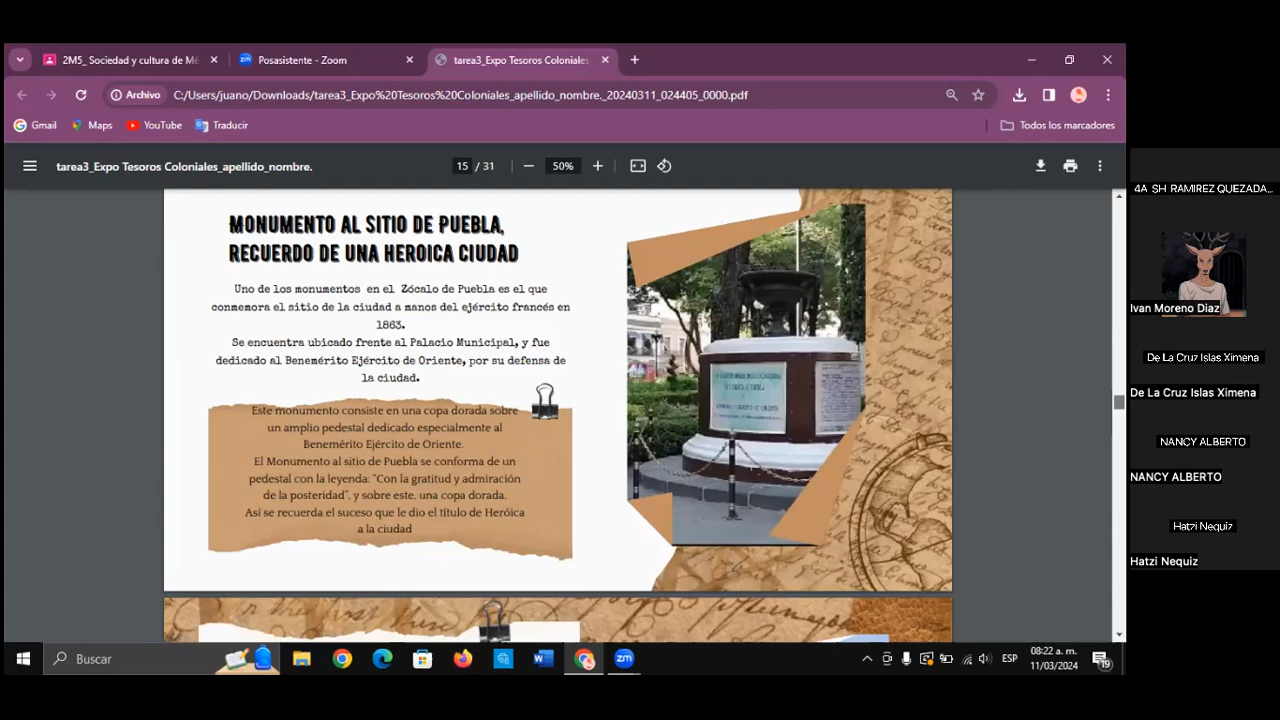 2M5_ Sociedad y cultura de Mé
Posasistente - Zoom
tarea3_Expo Tesoros Coloniales
Archivo
C:/Users/juano/Downloads/tarea3_Expo%20Tesoros%20Coloniales_apellido_nombre._20240311_024405_0000.pdf
Gmail
Maps
YouTube
Traducir
Todos los marcadores
tarea3_Expo Tesoros Coloniales_apellido_nombre.
15 / 31
50%
MONUMENTO AL SITIO DE PUEBLA,
RECUERDO DE UNA HEROICA CIUDAD
Uno de los monumentos en el Zócalo de Puebla es el que
conmemora el sitio de la ciudad a manos del ejército francés en
1863.
Se encuentra ubicado frente al Palacio Municipal, y fue
dedicado al Benemérito Ejército de Oriente, por su defensa de
la ciudad.
Este monumento consiste en una copa dorada sobre
un amplio pedestal dedicado especialmente al
Benemérito Ejército de Oriente.
El Monumento al sitio de Puebla se conforma de un
pedestal con la leyenda: "Con la gratitud y admiración
de la posteridad", y sobre este, una copa dorada.
Así se recuerda el suceso que le dio el título de Heróica
a la ciudad
4A SH RAMIREZ QUEZADA...
Ivan Moreno Diaz
De La Cruz Islas Ximena
De La Cruz Islas Ximena
NANCY ALBERTO
NANCY ALBERTO
Hatzi Nequiz
Hatzi Nequiz
Buscar
ESP
08:22 a. m.
11/03/2024
19